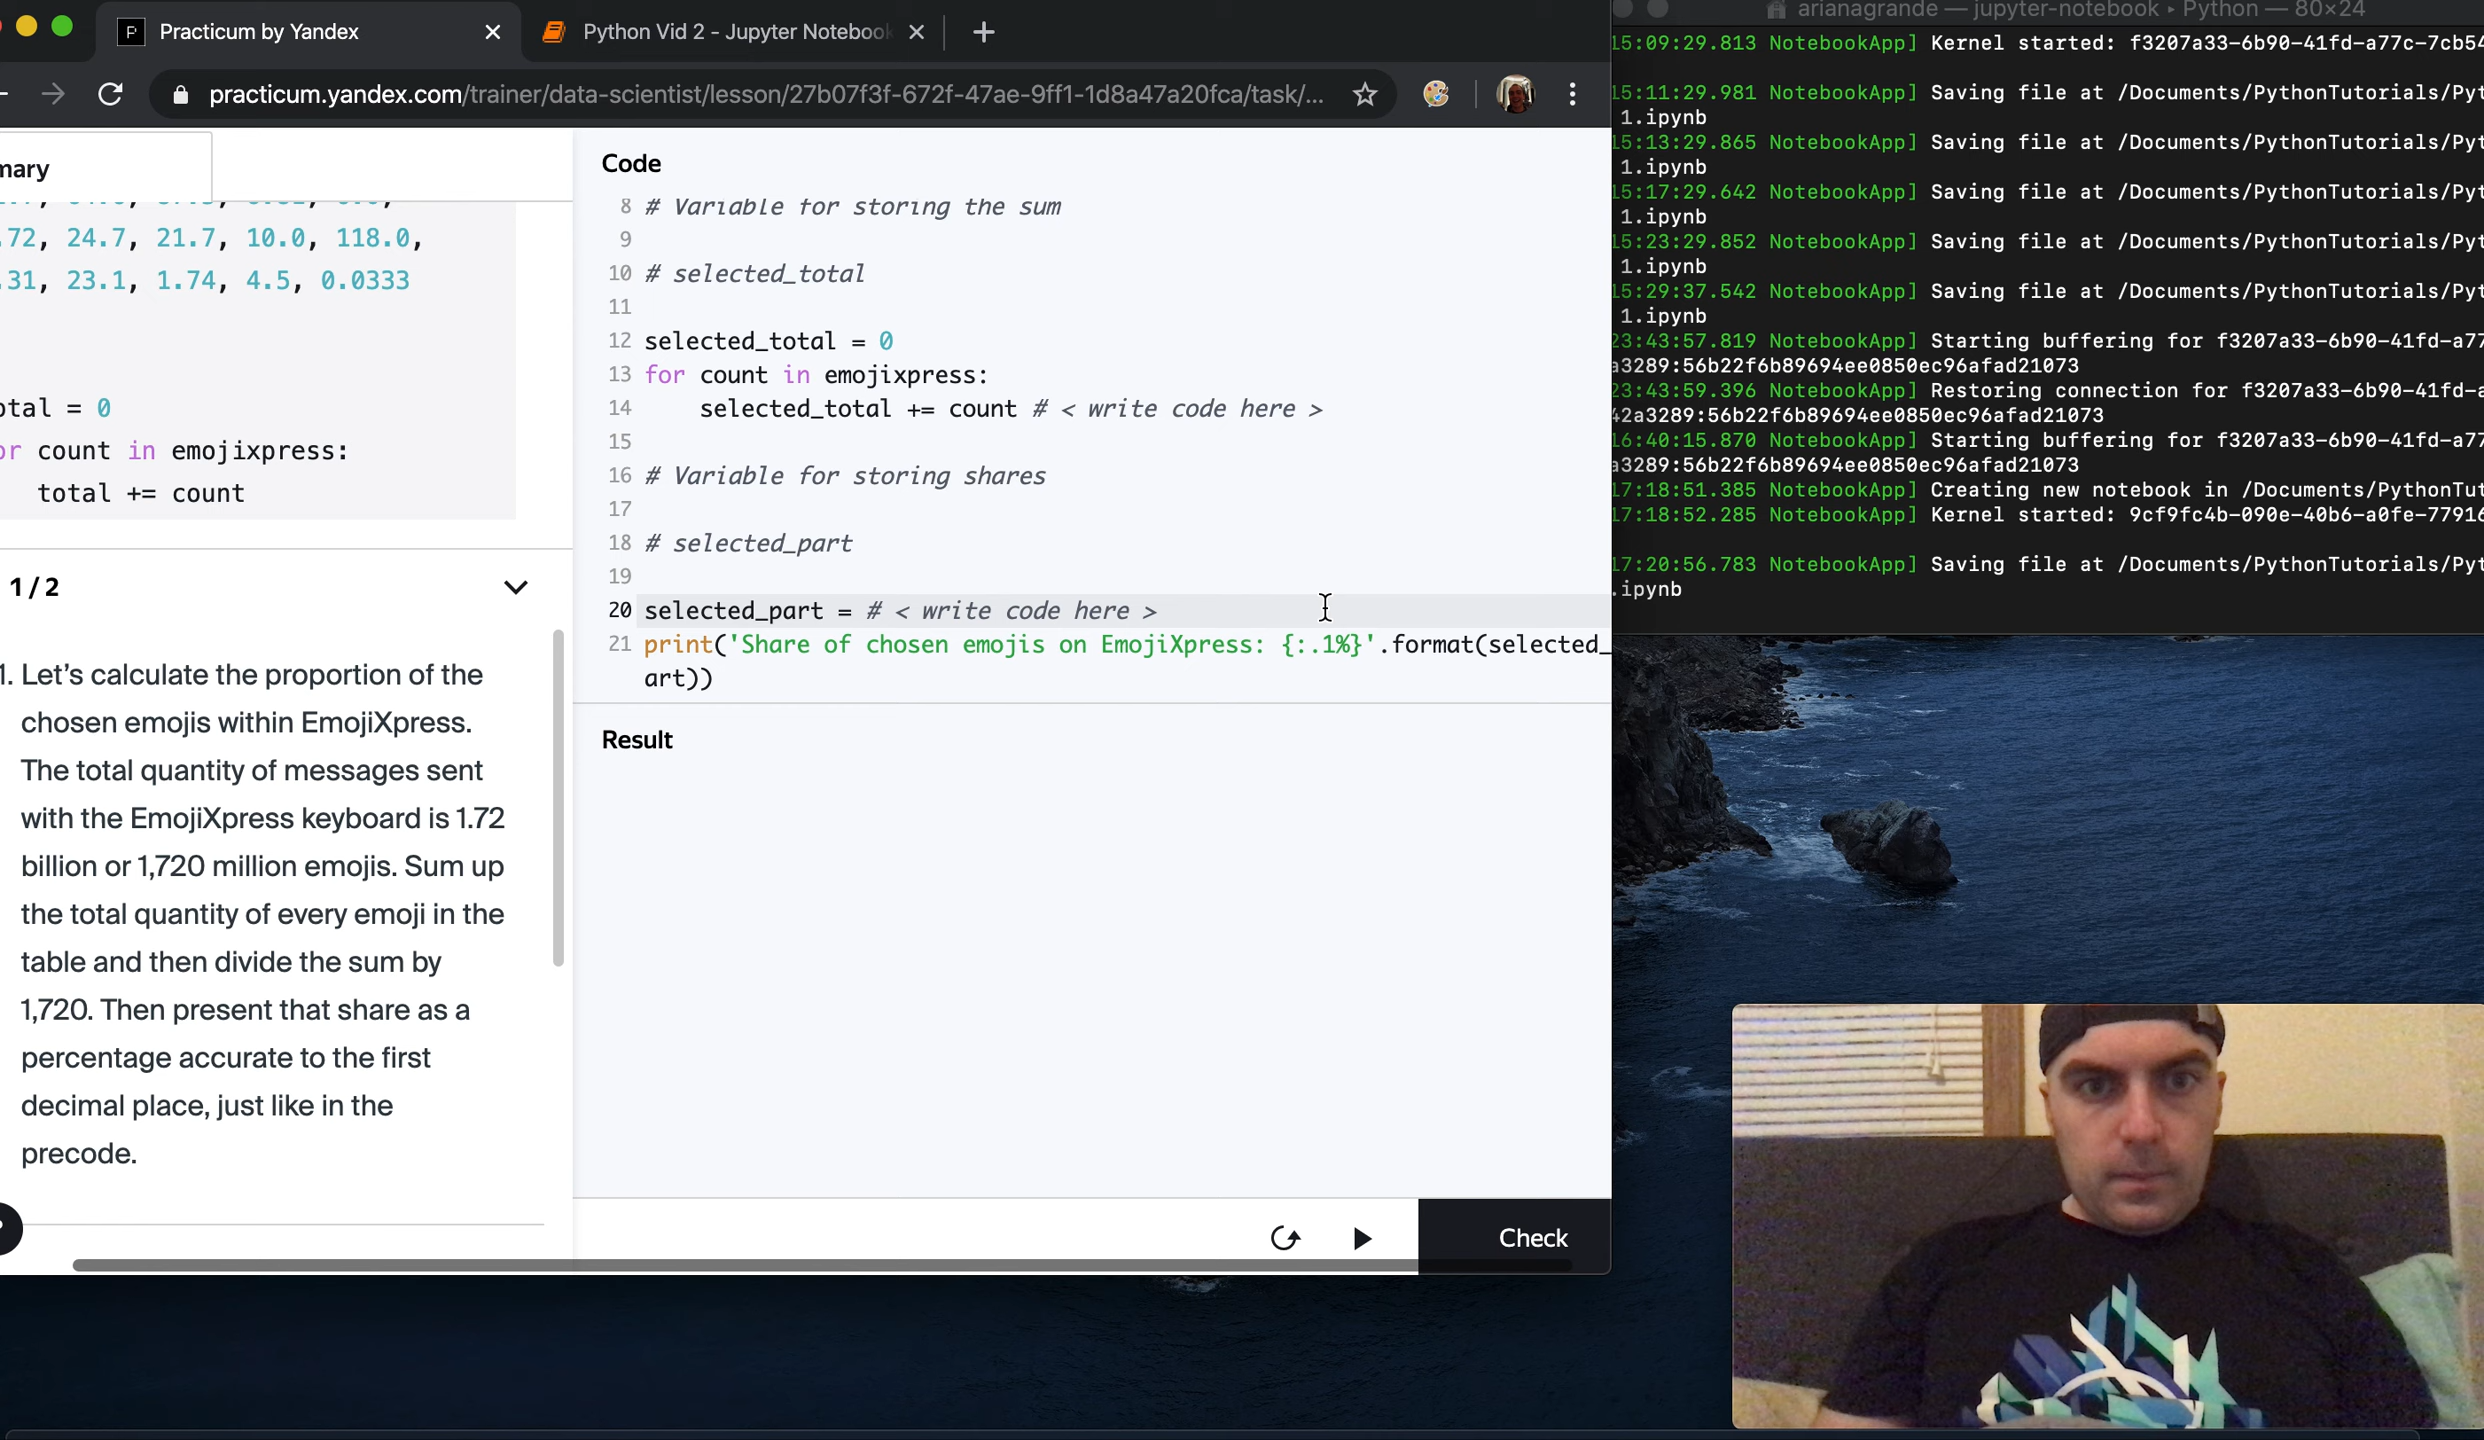 Practicum by Yandex
Python Vid 2 - Jupyter Notebook
practicum.yandex.com/trainer/data-scientist/lesson/27b07f3f-672f-47ae-9ff1-1d8a47a20fca/task/...
mary
.72, 24.7, 21.7, 10.0, 118.0,
.31, 23.1, 1.74, 4.5, 0.0333
otal = 0
or count in emojixpress:
total += count
1 / 2
1. Let's calculate the proportion of the
chosen emojis within EmojiXpress.
The total quantity of messages sent
with the EmojiXpress keyboard is 1.72
billion or 1,720 million emojis. Sum up
the total quantity of every emoji in the
table and then divide the sum by
1,720. Then present that share as a
percentage accurate to the first
decimal place, just like in the
precode.
Code
8 # Variable for storing the sum
9
10 # selected_total
11
12 selected_total = 0
13 for count in emojixpress:
14 selected_total += count # < write code here >
15
16 # Variable for storing shares
17
18 # selected_part
19
20 selected_part = # < write code here >
21 print('Share of chosen emojis on EmojiXpress: {:.1%}'.format(selected_
art))
Result
Check
arianagrande — jupyter-notebook ▸ Python — 80×24
15:09:29.813 NotebookApp] Kernel started: f3207a33-6b90-41fd-a77c-7cb54
15:11:29.981 NotebookApp] Saving file at /Documents/PythonTutorials/Pyt
1.ipynb
15:13:29.865 NotebookApp] Saving file at /Documents/PythonTutorials/Pyt
1.ipynb
15:17:29.642 NotebookApp] Saving file at /Documents/PythonTutorials/Pyt
1.ipynb
15:23:29.852 NotebookApp] Saving file at /Documents/PythonTutorials/Pyt
1.ipynb
15:29:37.542 NotebookApp] Saving file at /Documents/PythonTutorials/Pyt
1.ipynb
23:43:57.819 NotebookApp] Starting buffering for f3207a33-6b90-41fd-a77
a3289:56b22f6b89694ee0850ec96afad21073
23:43:59.396 NotebookApp] Restoring connection for f3207a33-6b90-41fd-a
42a3289:56b22f6b89694ee0850ec96afad21073
16:40:15.870 NotebookApp] Starting buffering for f3207a33-6b90-41fd-a77
a3289:56b22f6b89694ee0850ec96afad21073
17:18:51.385 NotebookApp] Creating new notebook in /Documents/PythonTut
17:18:52.285 NotebookApp] Kernel started: 9cf9fc4b-090e-40b6-a0fe-77916
17:20:56.783 NotebookApp] Saving file at /Documents/PythonTutorials/Pyt
.ipynb